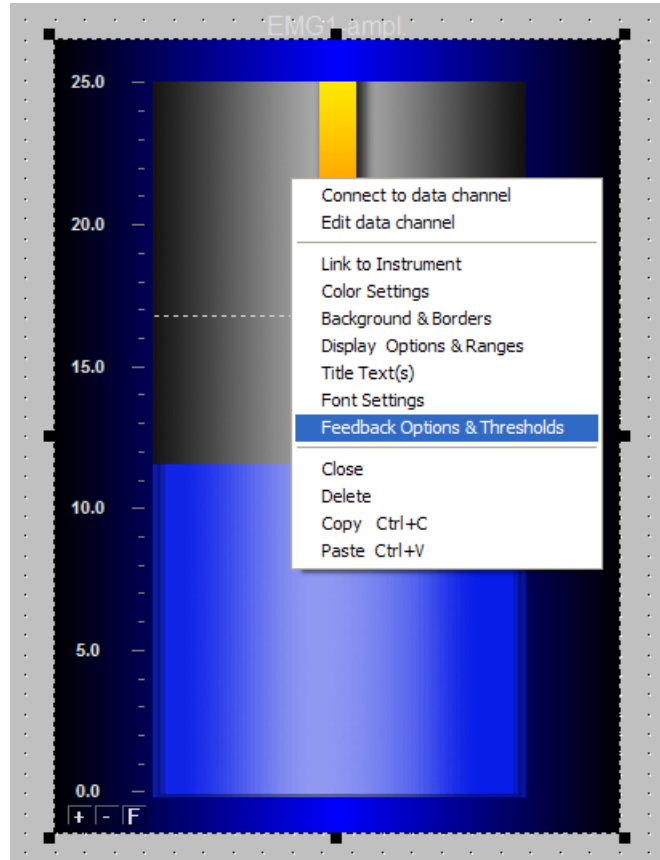 EMG1 ampl.
25.0
Connect to data channel
Edit data channel
20.0
Link to Instrument
Color Settings
Background & Borders
Display Options & Ranges
15.0
Title Text(s)
Font Settings
Feedback Options & Thresholds
Close
Delete
10.0
Copy Ctrl+C
Paste Ctrl+V
5.0
0.0
+ - F